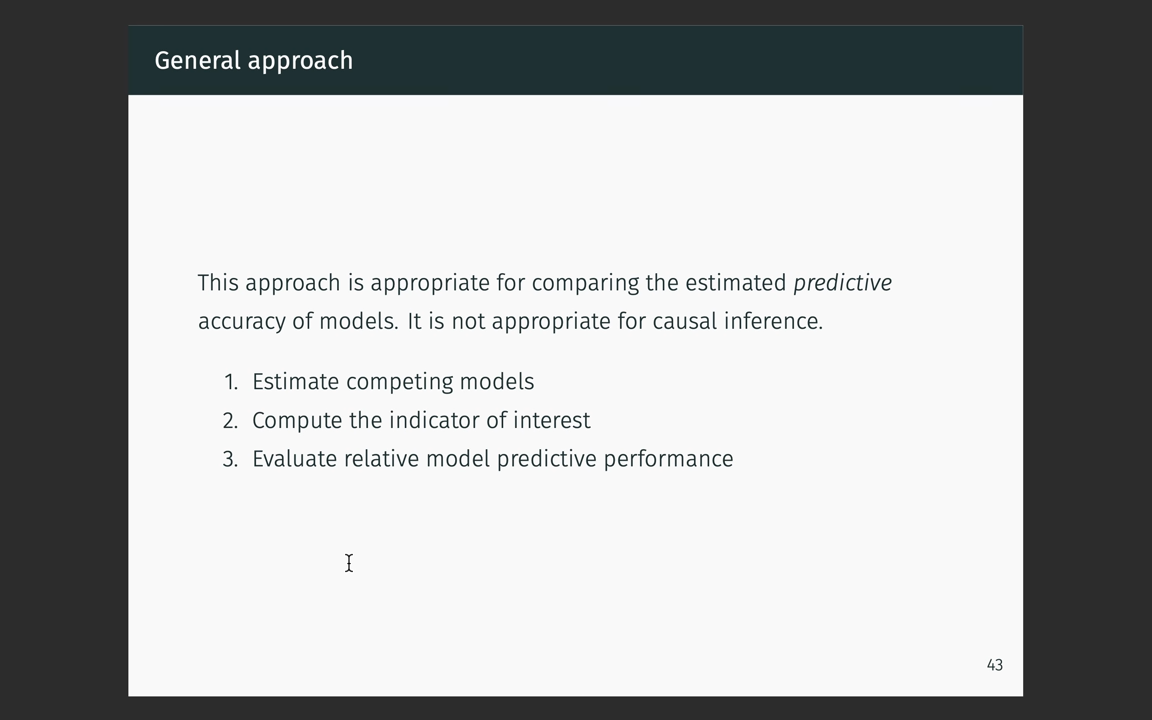 General approach
This approach is appropriate for comparing the estimated predictive
accuracy of models. It is not appropriate for causal inference.
1. Estimate competing models
2. Compute the indicator of interest
3. Evaluate relative model predictive performance
43